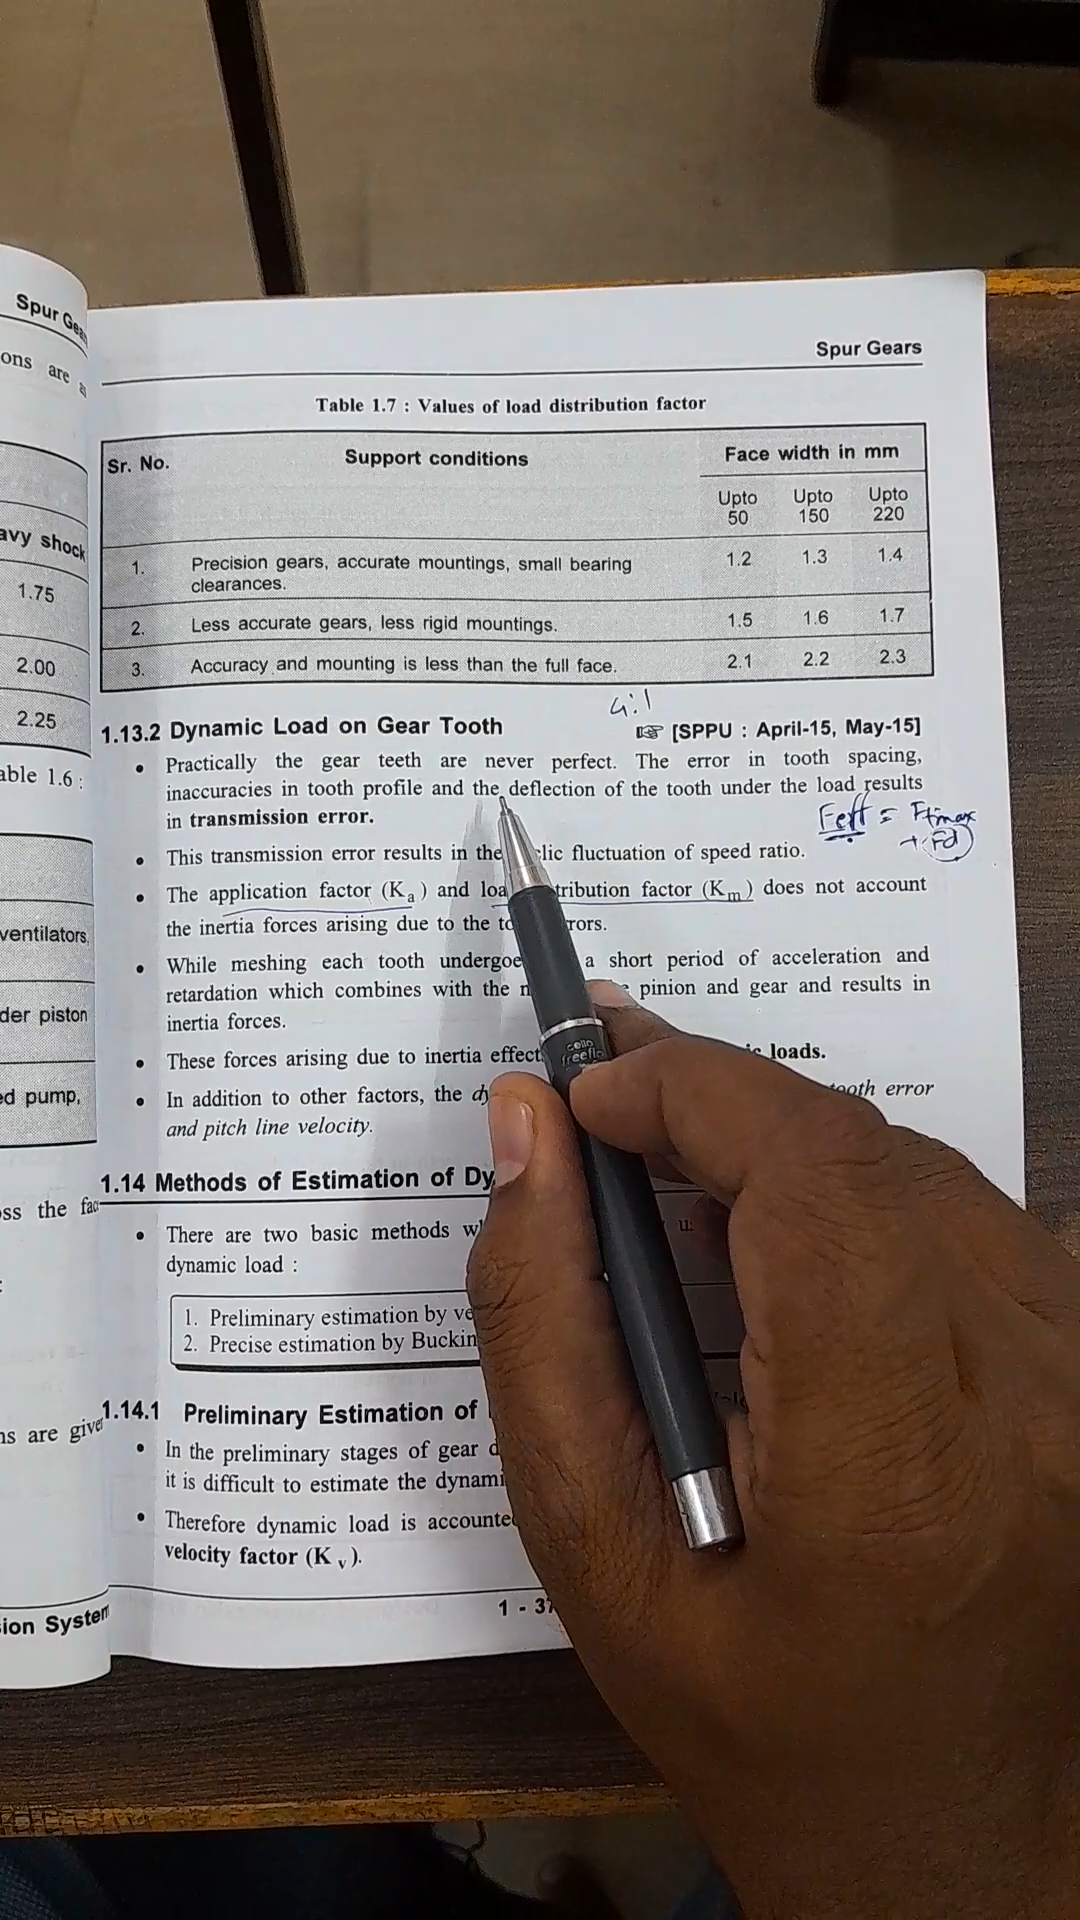 Spur Gea
ons are a
avy shock
1.75
2.00
2.25
able 1.6 :
ventilators,
der piston
ed pump,
ss the fac
:
ns are give
ion System
Spur Gears
Table 1.7 : Values of load distribution factor
Sr. No. Support conditions Face width in mm
Upto 50 Upto 150 Upto 220
1. Precision gears, accurate mountings, small bearing clearances. 1.2 1.3 1.4
2. Less accurate gears, less rigid mountings. 1.5 1.6 1.7
3. Accuracy and mounting is less than the full face. 2.1 2.2 2.3
4:1
1.13.2 Dynamic Load on Gear Tooth [SPPU : April-15, May-15]
• Practically the gear teeth are never perfect. The error in tooth spacing,
inaccuracies in tooth profile and the deflection of the tooth under the load results
in transmission error.
Feff = Ftmax
+ Fd
• This transmission error results in the clic fluctuation of speed ratio.
• The application factor (Ka) and loa tribution factor (Km) does not account
the inertia forces arising due to the to rors.
• While meshing each tooth undergoe a short period of acceleration and
retardation which combines with the m pinion and gear and results in
inertia forces.
• These forces arising due to inertia effect loads.
• In addition to other factors, the dy tooth error
and pitch line velocity.
1.14 Methods of Estimation of Dy
• There are two basic methods w
dynamic load :
1. Preliminary estimation by ve
2. Precise estimation by Buckin
1.14.1 Preliminary Estimation of
• In the preliminary stages of gear d
it is difficult to estimate the dynami
• Therefore dynamic load is accounte
velocity factor (K v).
1 - 37
cello
freeflo